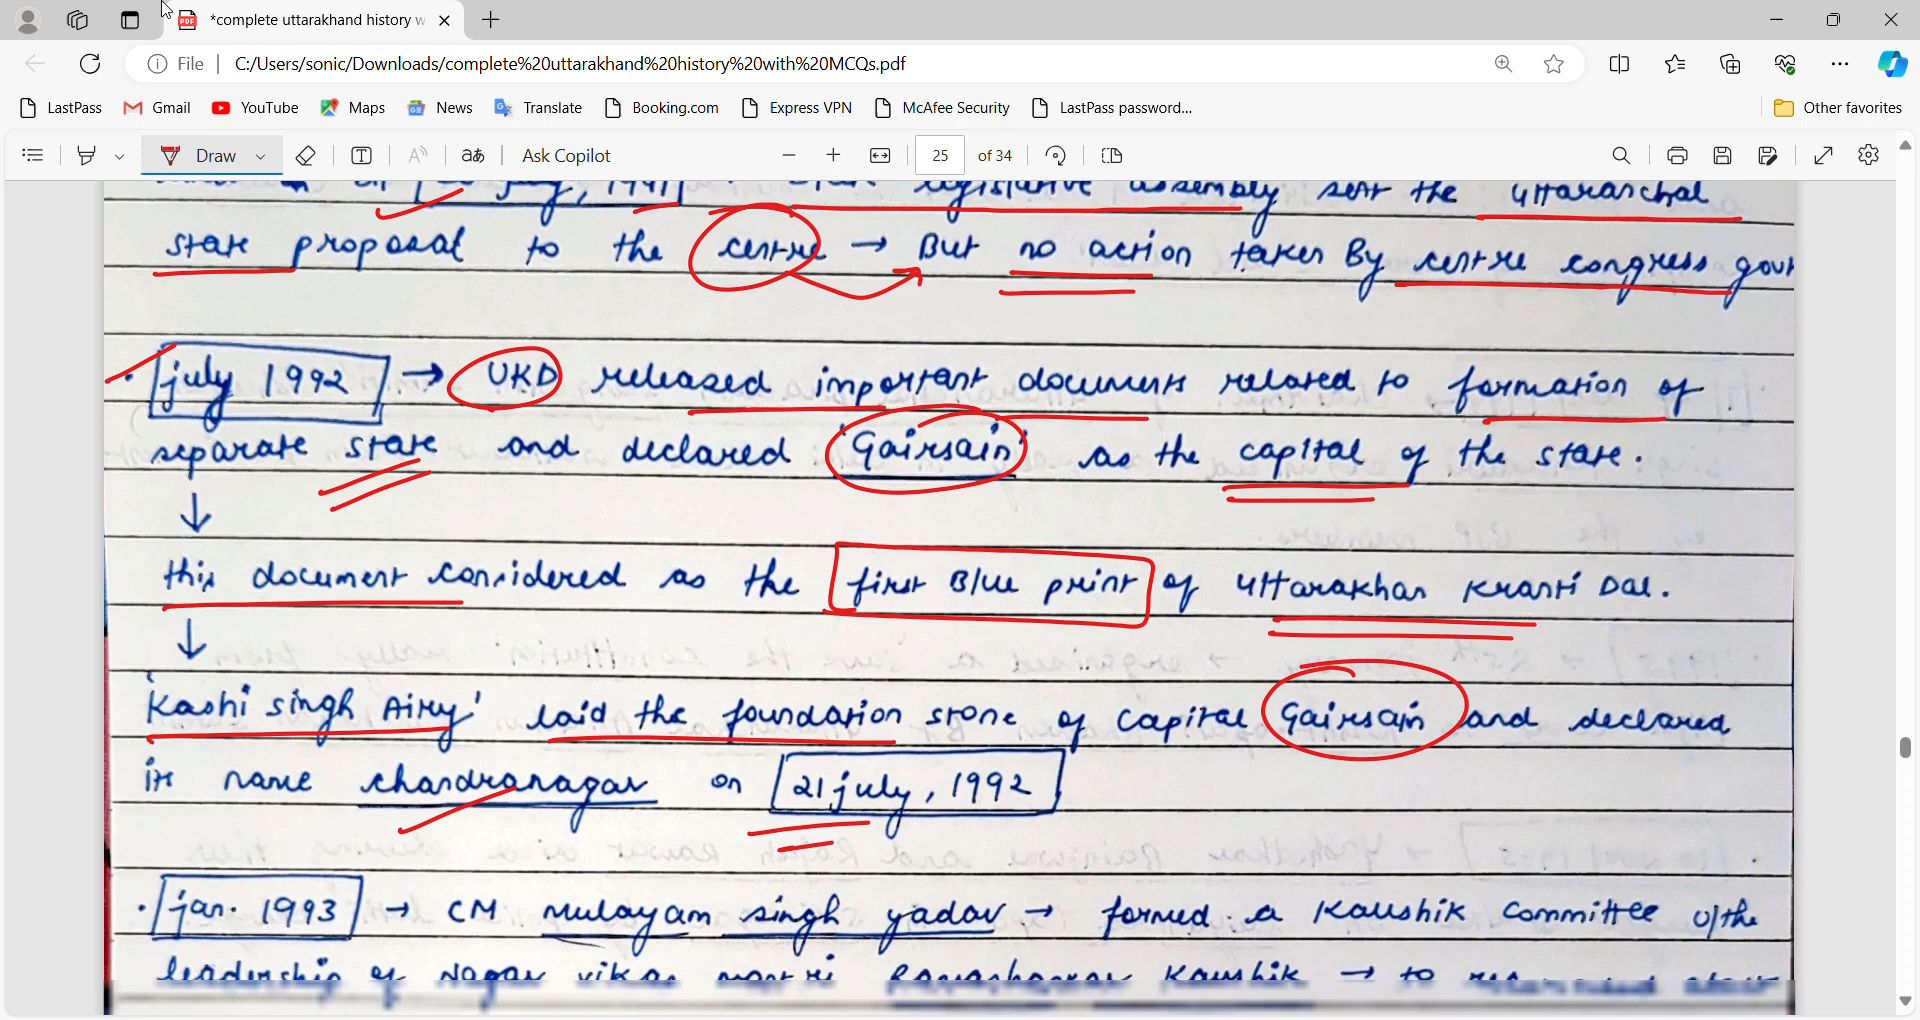 *complete uttarakhand history w
File
C:/Users/sonic/Downloads/complete%20uttarakhand%20history%20with%20MCQs.pdf
LastPass
Gmail
YouTube
Maps
News
Translate
Booking.com
Express VPN
McAfee Security
LastPass password...
Other favorites
Draw
Ask Copilot
25 of 34
legislative assembly sent the Uttaranchal
state proposal to the centre → But no action taken By centre congress govt
· july 1992 → UKD released important documents related to formation of
separate state and declared 'Gairsain' as the capital of the state.
↓
this document considered as the first Blue print of Uttarakhan Kranti Dal.
↓
'Kashi singh Airy' laid the foundation stone of capital Gairsain and declared
its name chandranagar on 21 july, 1992
· jan. 1993 → CM mulayam singh yadav → formed a Kaushik Committee u/the
leadership of Nagar vikas mantri Ramashankar Kaushik → to